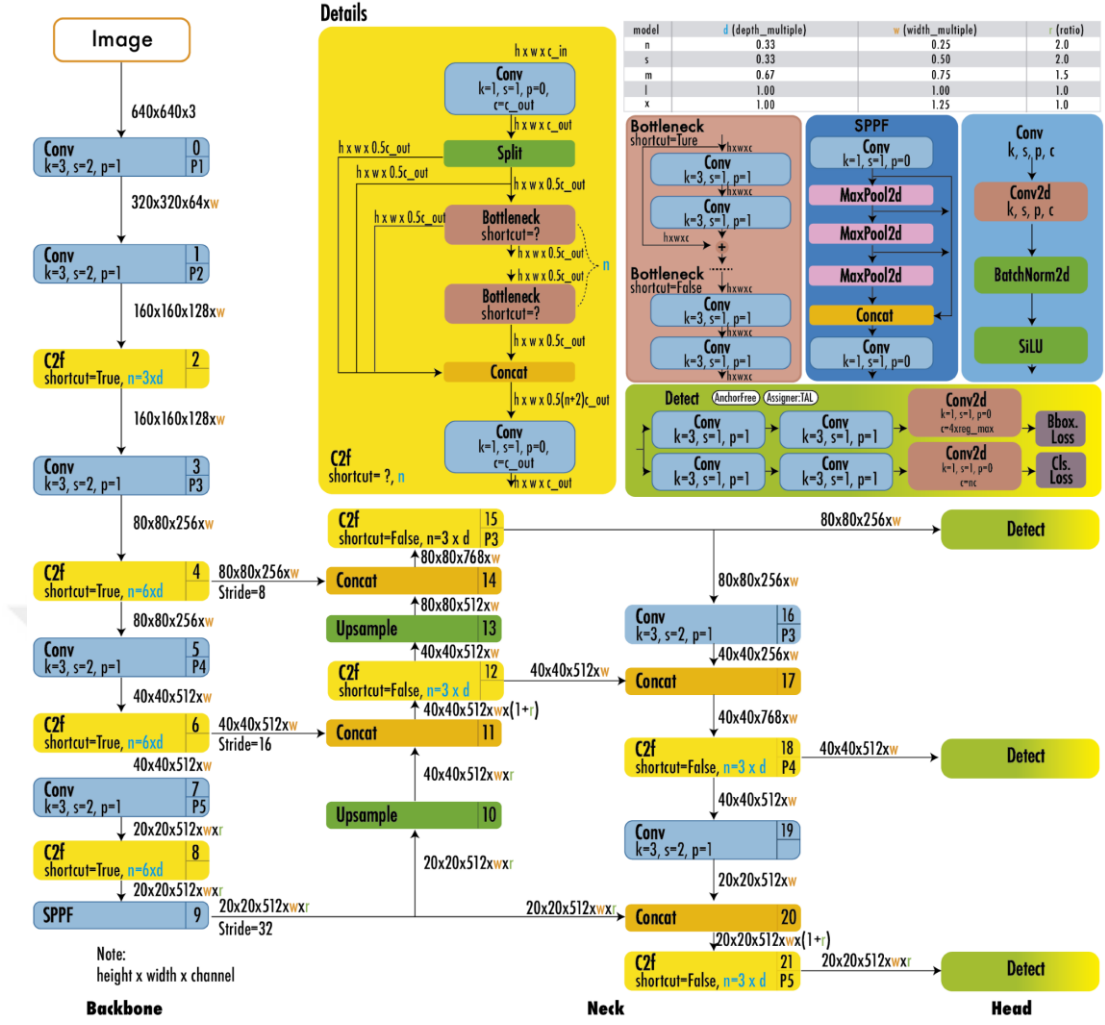 Image
640x640x3
Conv 0
k=3, s=2, p=1 P1
320x320x64xw
Conv 1
k=3, s=2, p=1 P2
160x160x128xw
C2f 2
shortcut=True, n=3xd
160x160x128xw
Conv 3
k=3, s=2, p=1 P3
80x80x256xw
C2f 4
shortcut=True, n=6xd
80x80x256xw
Stride=8
80x80x256xw
Conv 5
k=3, s=2, p=1 P4
40x40x512xw
C2f 6
shortcut=True, n=6xd
40x40x512xw
Stride=16
40x40x512xw
Conv 7
k=3, s=2, p=1 P5
20x20x512xwxr
C2f 8
shortcut=True, n=6xd
20x20x512xwxr
SPPF 9
20x20x512xwxr
Stride=32
Note:
height x width x channel
Backbone
Details
h x w x c_in
Conv
k=1, s=1, p=0,
c=c_out
h x w x c_out
Split
h x w x 0.5c_out
h x w x 0.5c_out
h x w x 0.5c_out
h x w x 0.5c_out
Bottleneck
shortcut=?
h x w x 0.5c_out
n
h x w x 0.5c_out
Bottleneck
shortcut=?
h x w x 0.5c_out
Concat
h x w x 0.5(n+2)c_out
Conv
k=1, s=1, p=0,
c=c_out
h x w x c_out
C2f
shortcut= ?, n
model d (depth_multiple) w (width_multiple) r (ratio)
n 0.33 0.25 2.0
s 0.33 0.50 2.0
m 0.67 0.75 1.5
l 1.00 1.00 1.0
x 1.00 1.25 1.0
Bottleneck
shortcut=Ture
hxwxc
Conv
k=3, s=1, p=1
Conv
k=3, s=1, p=1
hxwxc
+
Bottleneck
shortcut=False
hxwxc
Conv
k=3, s=1, p=1
Conv
k=3, s=1, p=1
hxwxc
SPPF
Conv
k=1, s=1, p=0
MaxPool2d
MaxPool2d
MaxPool2d
Concat
Conv
k=1, s=1, p=0
Conv
k, s, p, c
Conv2d
k, s, p, c
BatchNorm2d
SiLU
Detect AnchorFree Assigner:TAL
Conv
k=3, s=1, p=1
Conv
k=3, s=1, p=1
Conv2d
k=1, s=1, p=0
c=4xreg_max
Bbox.
Loss
Conv
k=3, s=1, p=1
Conv
k=3, s=1, p=1
Conv2d
k=1, s=1, p=0
c=nc
Cls.
Loss
C2f 15
shortcut=False, n=3 x d P3
80x80x768xw
Concat 14
80x80x512xw
Upsample 13
40x40x512xw
C2f 12
shortcut=False, n=3 x d
40x40x512xwx(1+r)
Concat 11
40x40x512xwxr
Upsample 10
20x20x512xwxr
80x80x256xw
Detect
80x80x256xw
Conv 16
k=3, s=2, p=1 P3
40x40x256xw
40x40x512xw
Concat 17
40x40x768xw
C2f 18
shortcut=False, n=3 x d P4
40x40x512xw
Detect
40x40x512xw
Conv 19
k=3, s=2, p=1
20x20x512xw
20x20x512xwxr
Concat 20
20x20x512xwx(1+r)
C2f 21
shortcut=False, n=3 x d P5
20x20x512xwxr
Detect
Neck
Head